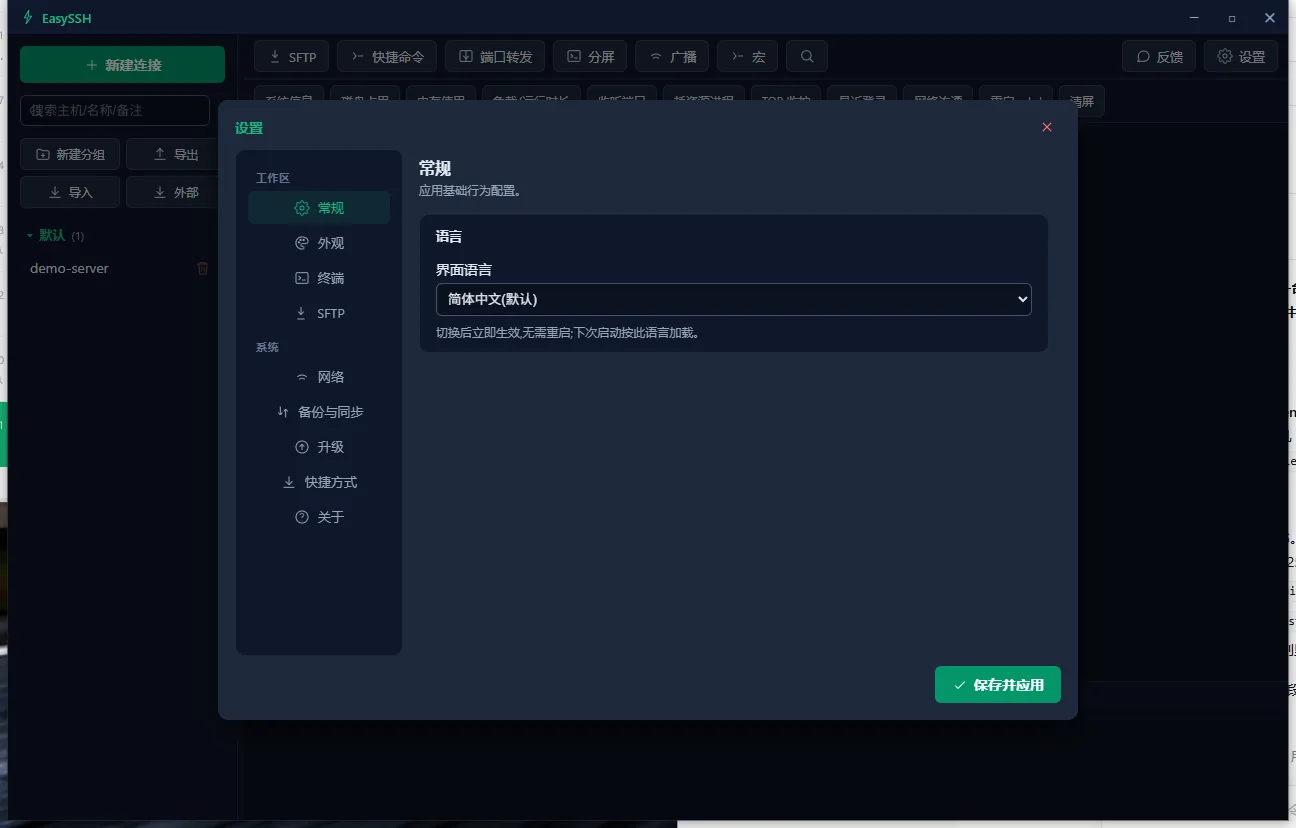 EasySSH
新建连接
SFTP
快捷命令
端口转发
分屏
广播
宏
反馈
设置
搜索主机/名称/备注
清屏
新建分组
导出
导入
外部
默认 (1)
demo-server
设置
工作区
常规
外观
终端
SFTP
系统
网络
备份与同步
升级
快捷方式
关于
常规
应用基础行为配置。
语言
界面语言
简体中文(默认)
切换后立即生效,无需重启;下次启动按此语言加载。
保存并应用